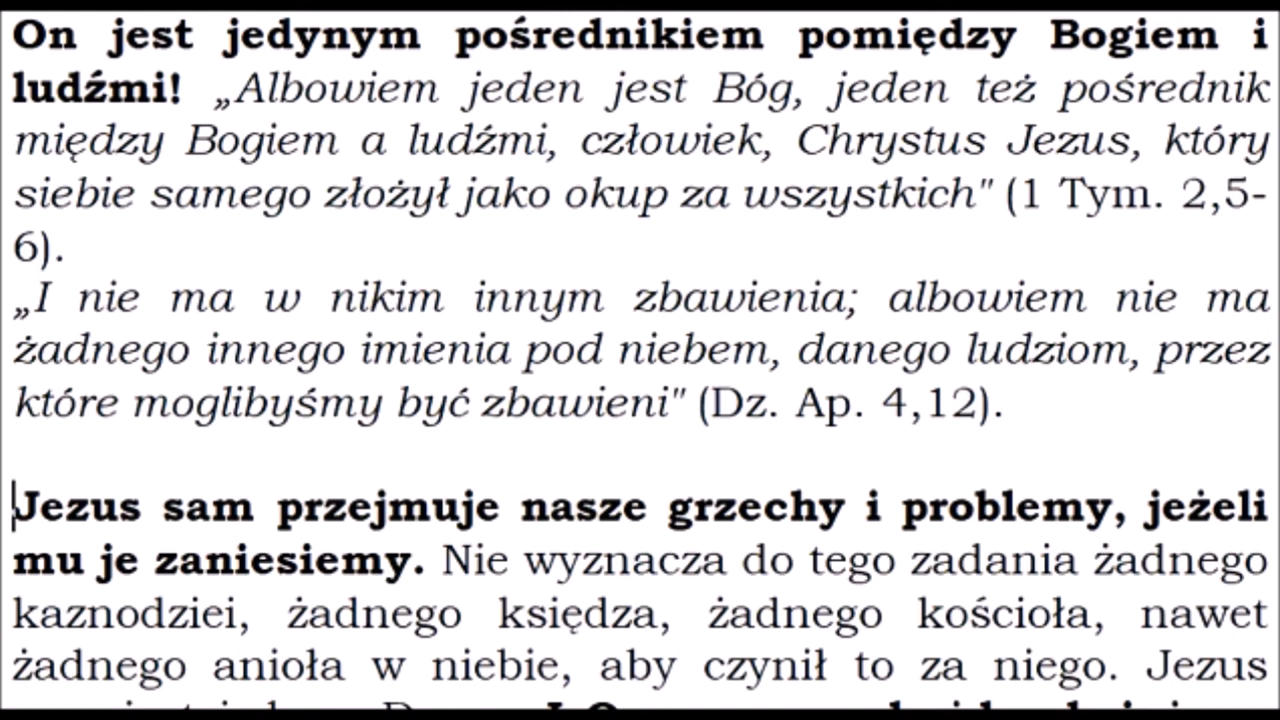 On jest jedynym pośrednikiem pomiędzy Bogiem i
ludźmi! „Albowiem jeden jest Bóg, jeden też pośrednik
między Bogiem a ludźmi, człowiek, Chrystus Jezus, który
siebie samego złożył jako okup za wszystkich" (1 Tym. 2,5-
6).
„I nie ma w nikim innym zbawienia; albowiem nie ma
żadnego innego imienia pod niebem, danego ludziom, przez
które moglibyśmy być zbawieni" (Dz. Ap. 4,12).
Jezus sam przejmuje nasze grzechy i problemy, jeżeli
mu je zaniesiemy. Nie wyznacza do tego zadania żadnego
kaznodziei, żadnego księdza, żadnego kościoła, nawet
żadnego anioła w niebie, aby czynił to za niego. Jezus